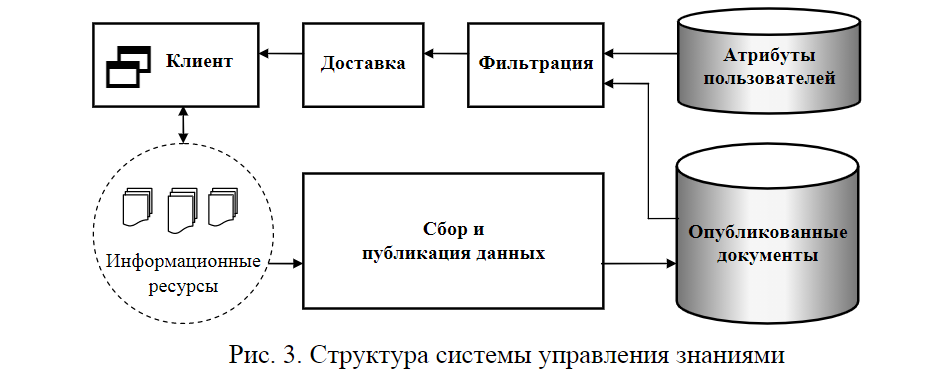 Клиент
Доставка
Фильтрация
Атрибуты
пользователей
Информационные
ресурсы
Сбор и
публикация данных
Опубликованные
документы
Рис. 3. Структура системы управления знаниями